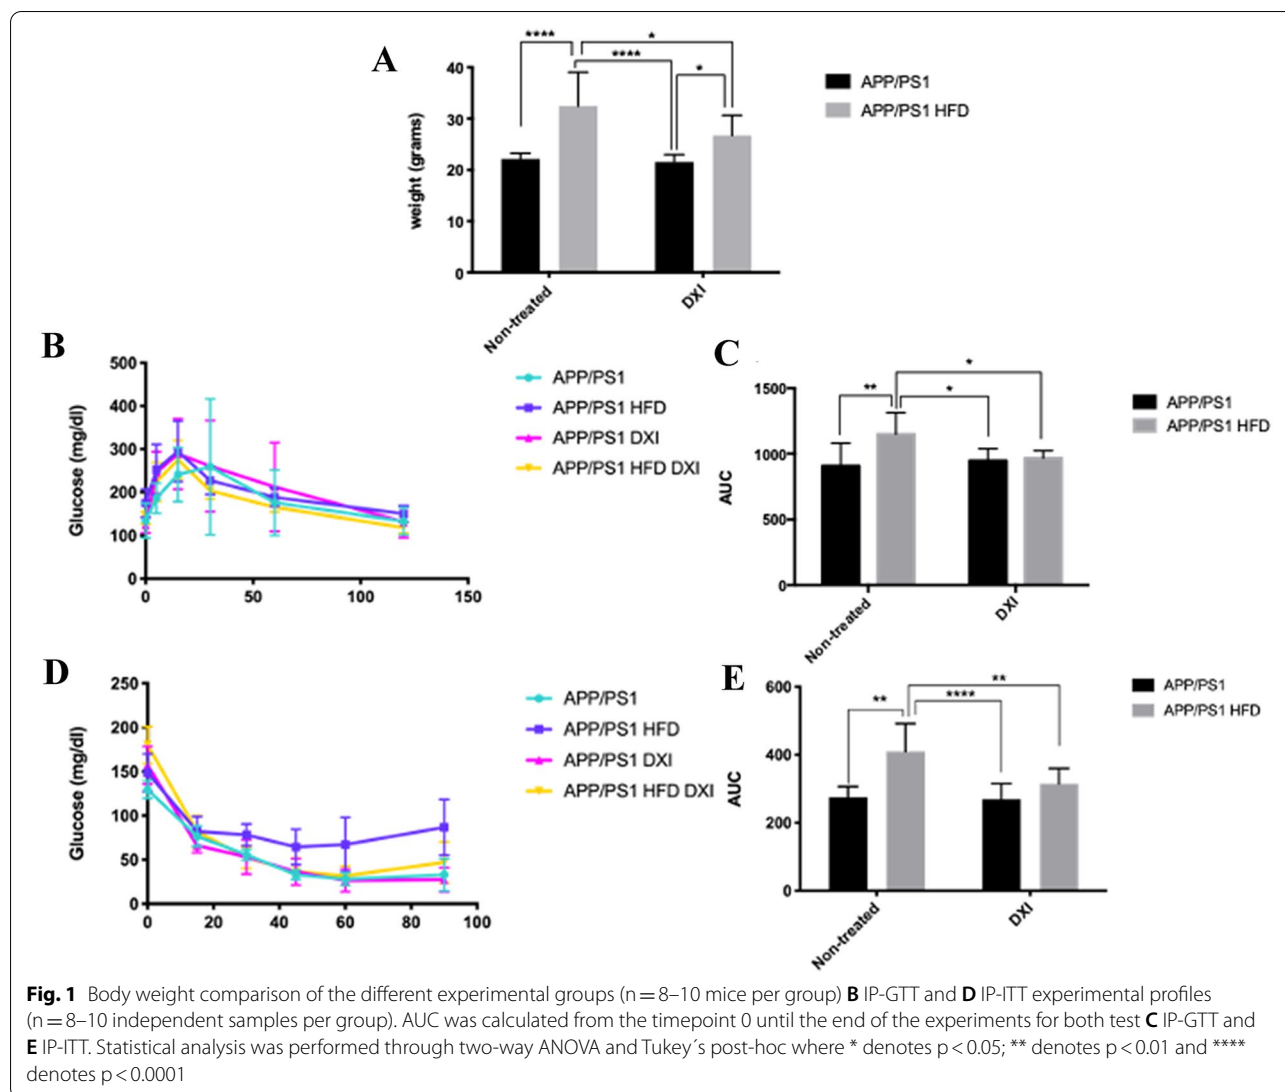 A
**** *
****
*
40
30
20
10
0
weight (grams)
Non-treated
DXI
APP/PS1
APP/PS1 HFD
B
500
400
300
200
100
0
Glucose (mg/dl)
0 50 100 150
APP/PS1
APP/PS1 HFD
APP/PS1 DXI
APP/PS1 HFD DXI
C
*
** *
1500
1000
500
0
AUC
Non-treated
DXI
APP/PS1
APP/PS1 HFD
D
250
200
150
100
50
0
Glucose (mg/dl)
0 20 40 60 80 100
APP/PS1
APP/PS1 HFD
APP/PS1 DXI
APP/PS1 HFD DXI
E
**
** ****
600
400
200
0
AUC
Non-treated
DXI
APP/PS1
APP/PS1 HFD
Fig. 1 Body weight comparison of the different experimental groups (n = 8–10 mice per group) B IP-GTT and D IP-ITT experimental profiles
(n = 8–10 independent samples per group). AUC was calculated from the timepoint 0 until the end of the experiments for both test C IP-GTT and
E IP-ITT. Statistical analysis was performed through two-way ANOVA and Tukey´s post-hoc where * denotes p < 0.05; ** denotes p < 0.01 and ****
denotes p < 0.0001